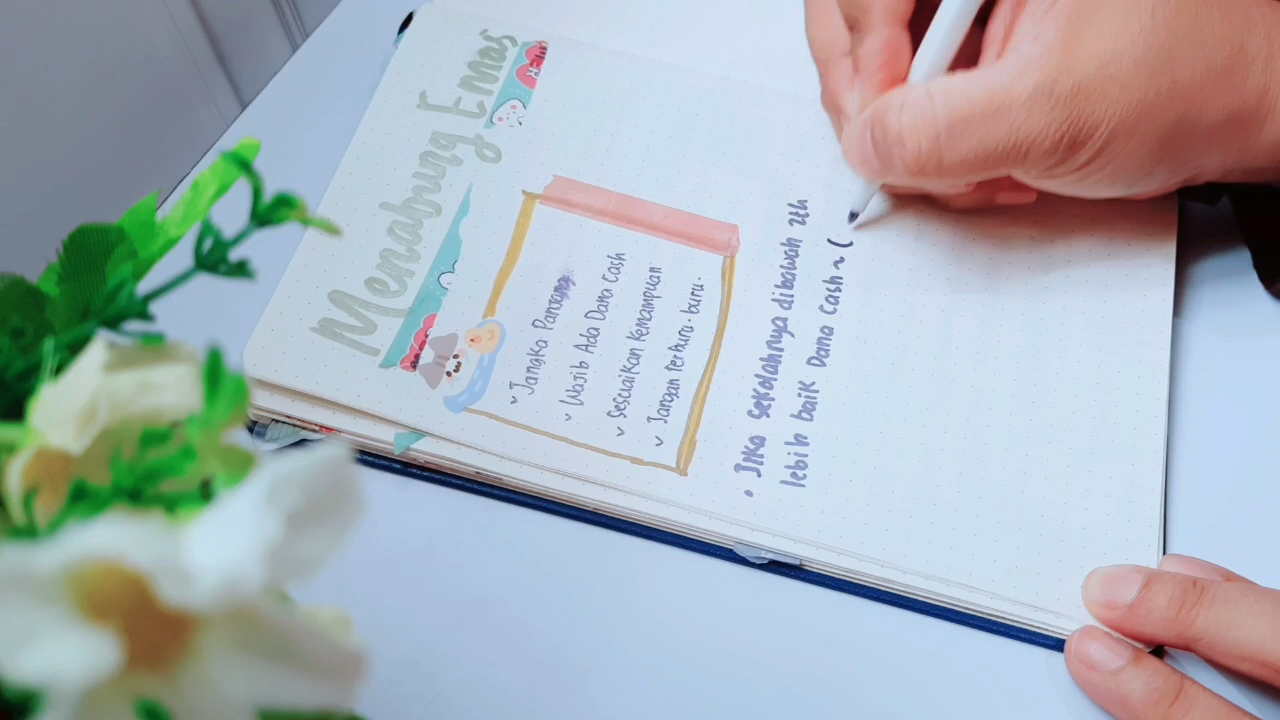 Menabung Emas
✓ Jangka Panjang
✓ Wajib Ada Dana Cash
✓ Sesuaikan Kemampuan
✓ Jangan Terburu-buru.
• Jika sekolahnya dibawah 2th
lebih baik Dana Cash ~ (